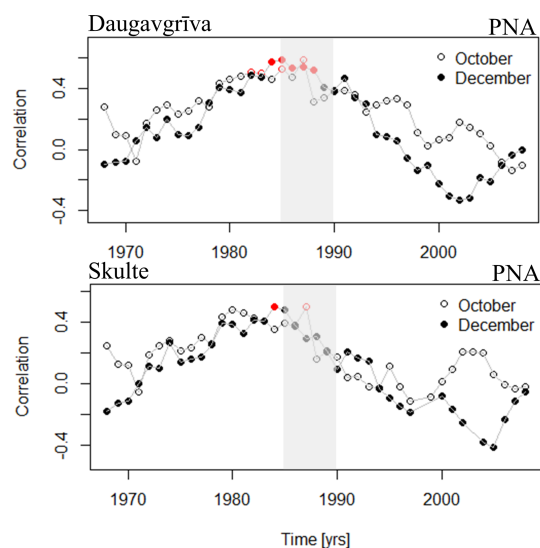 Daugavgrīva PNA
October
December
Correlation
0.4
0.0
-0.4
1970 1980 1990 2000
Skulte PNA
October
December
Correlation
0.4
0.0
-0.4
1970 1980 1990 2000
Time [yrs]